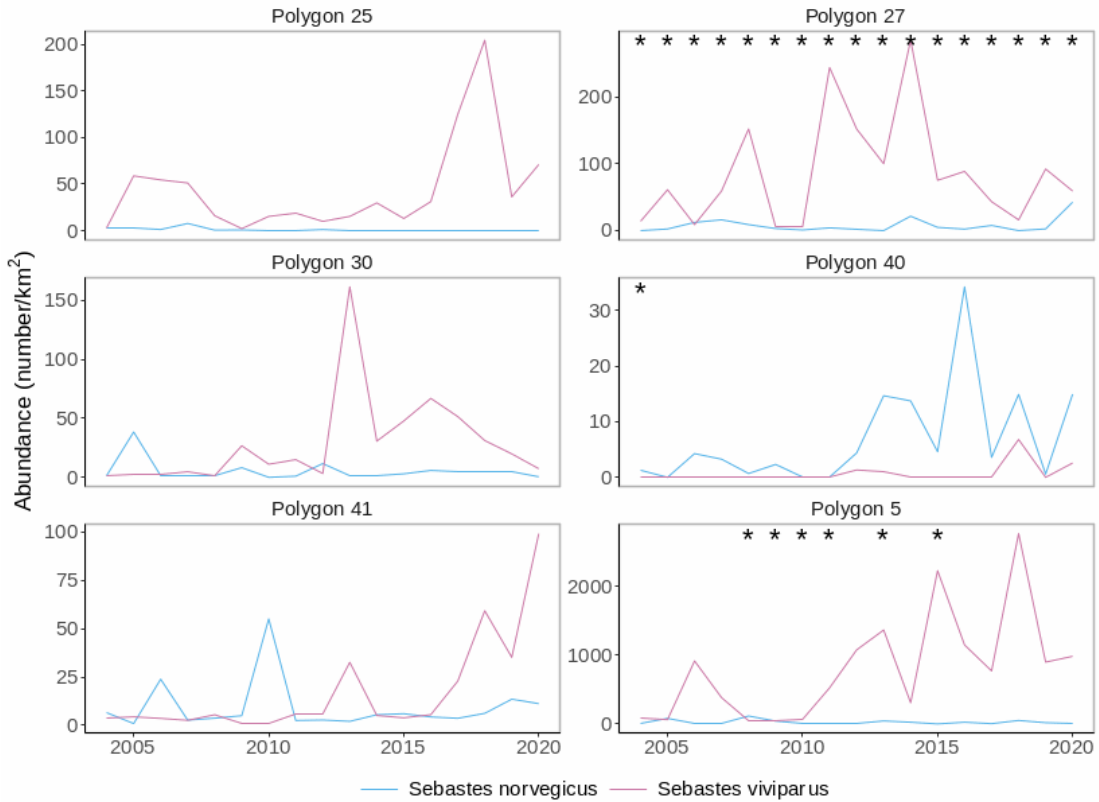 Polygon 25
Polygon 27
200
150
100
50
0
* * * * * * * * * * * * * * * * *
200
100
0
Polygon 30
Polygon 40
150
100
50
0
*
30
20
10
0
Polygon 41
Polygon 5
100
75
50
25
0
* * * * * *
2000
1000
0
2005 2010 2015 2020
2005 2010 2015 2020
Abundance (number/km²)
Sebastes norvegicus Sebastes viviparus